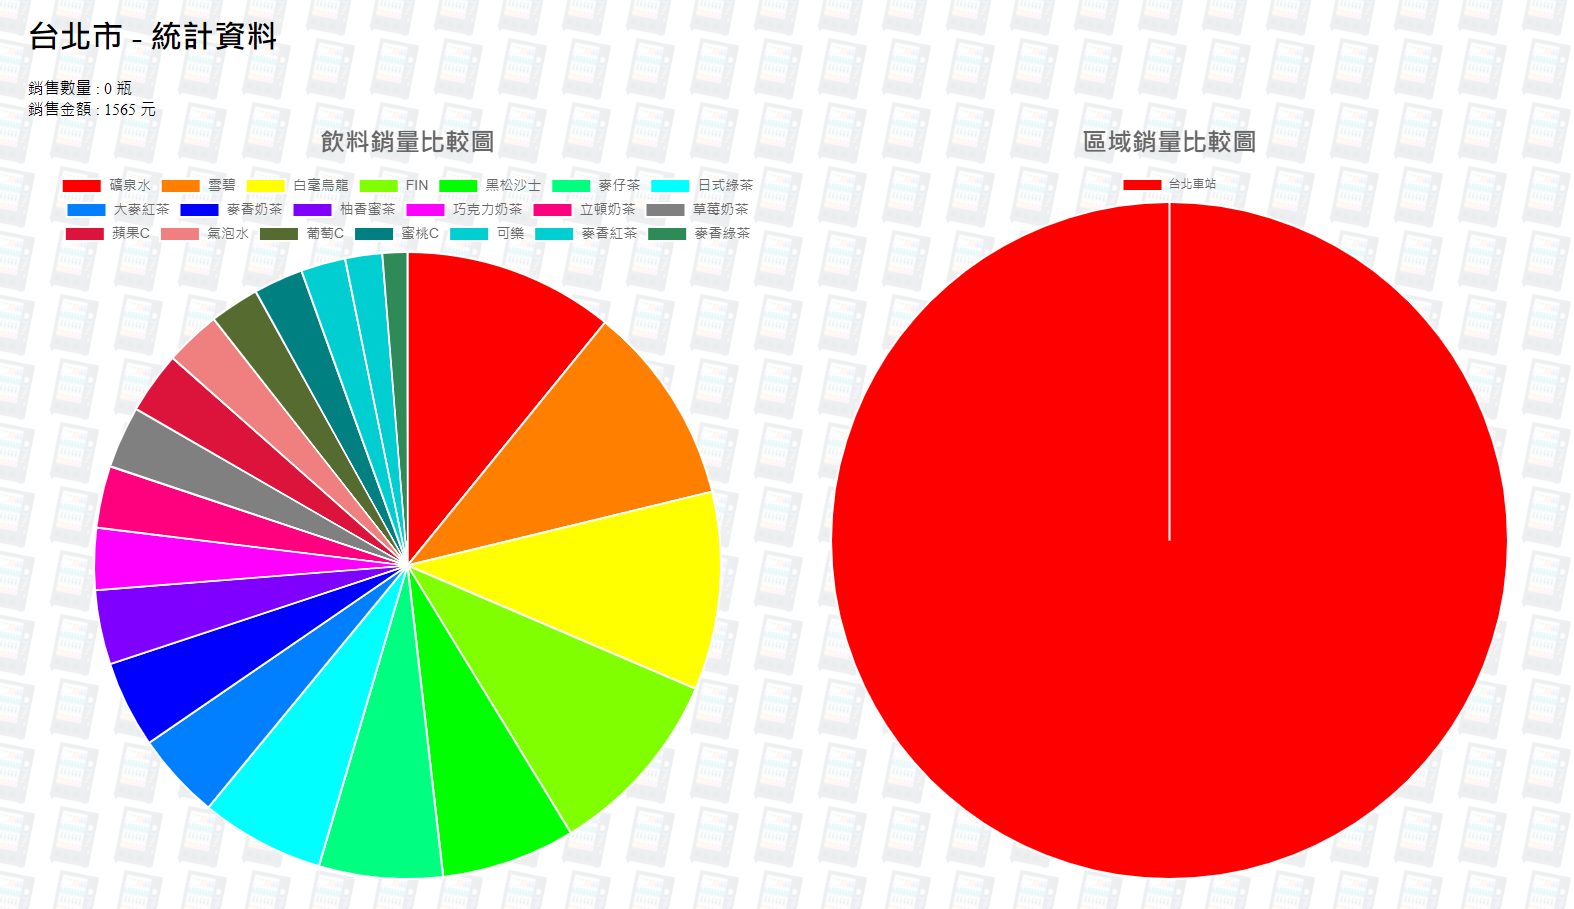 台北市 - 統計資料
銷售數量 : 0 瓶
銷售金額 : 1565 元
飲料銷量比較圖
礦泉水 雪碧 白毫烏龍 FIN 黑松沙士 麥仔茶 日式綠茶
大麥紅茶 麥香奶茶 柚香蜜茶 巧克力奶茶 立頓奶茶 草莓奶茶
蘋果C 氣泡水 葡萄C 蜜桃C 可樂 麥香紅茶 麥香綠茶
區域銷量比較圖
台北車站